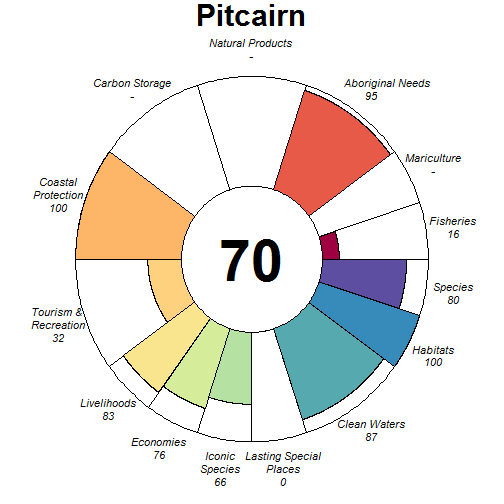 Pitcairn
Natural Products
-
Carbon Storage
-
Aboriginal Needs
95
Mariculture
-
Coastal
Protection
100
Fisheries
16
70
Species
80
Tourism &
Recreation
32
Habitats
100
Livelihoods
83
Clean Waters
87
Economies
76
Iconic
Species
66
Lasting Special
Places
0